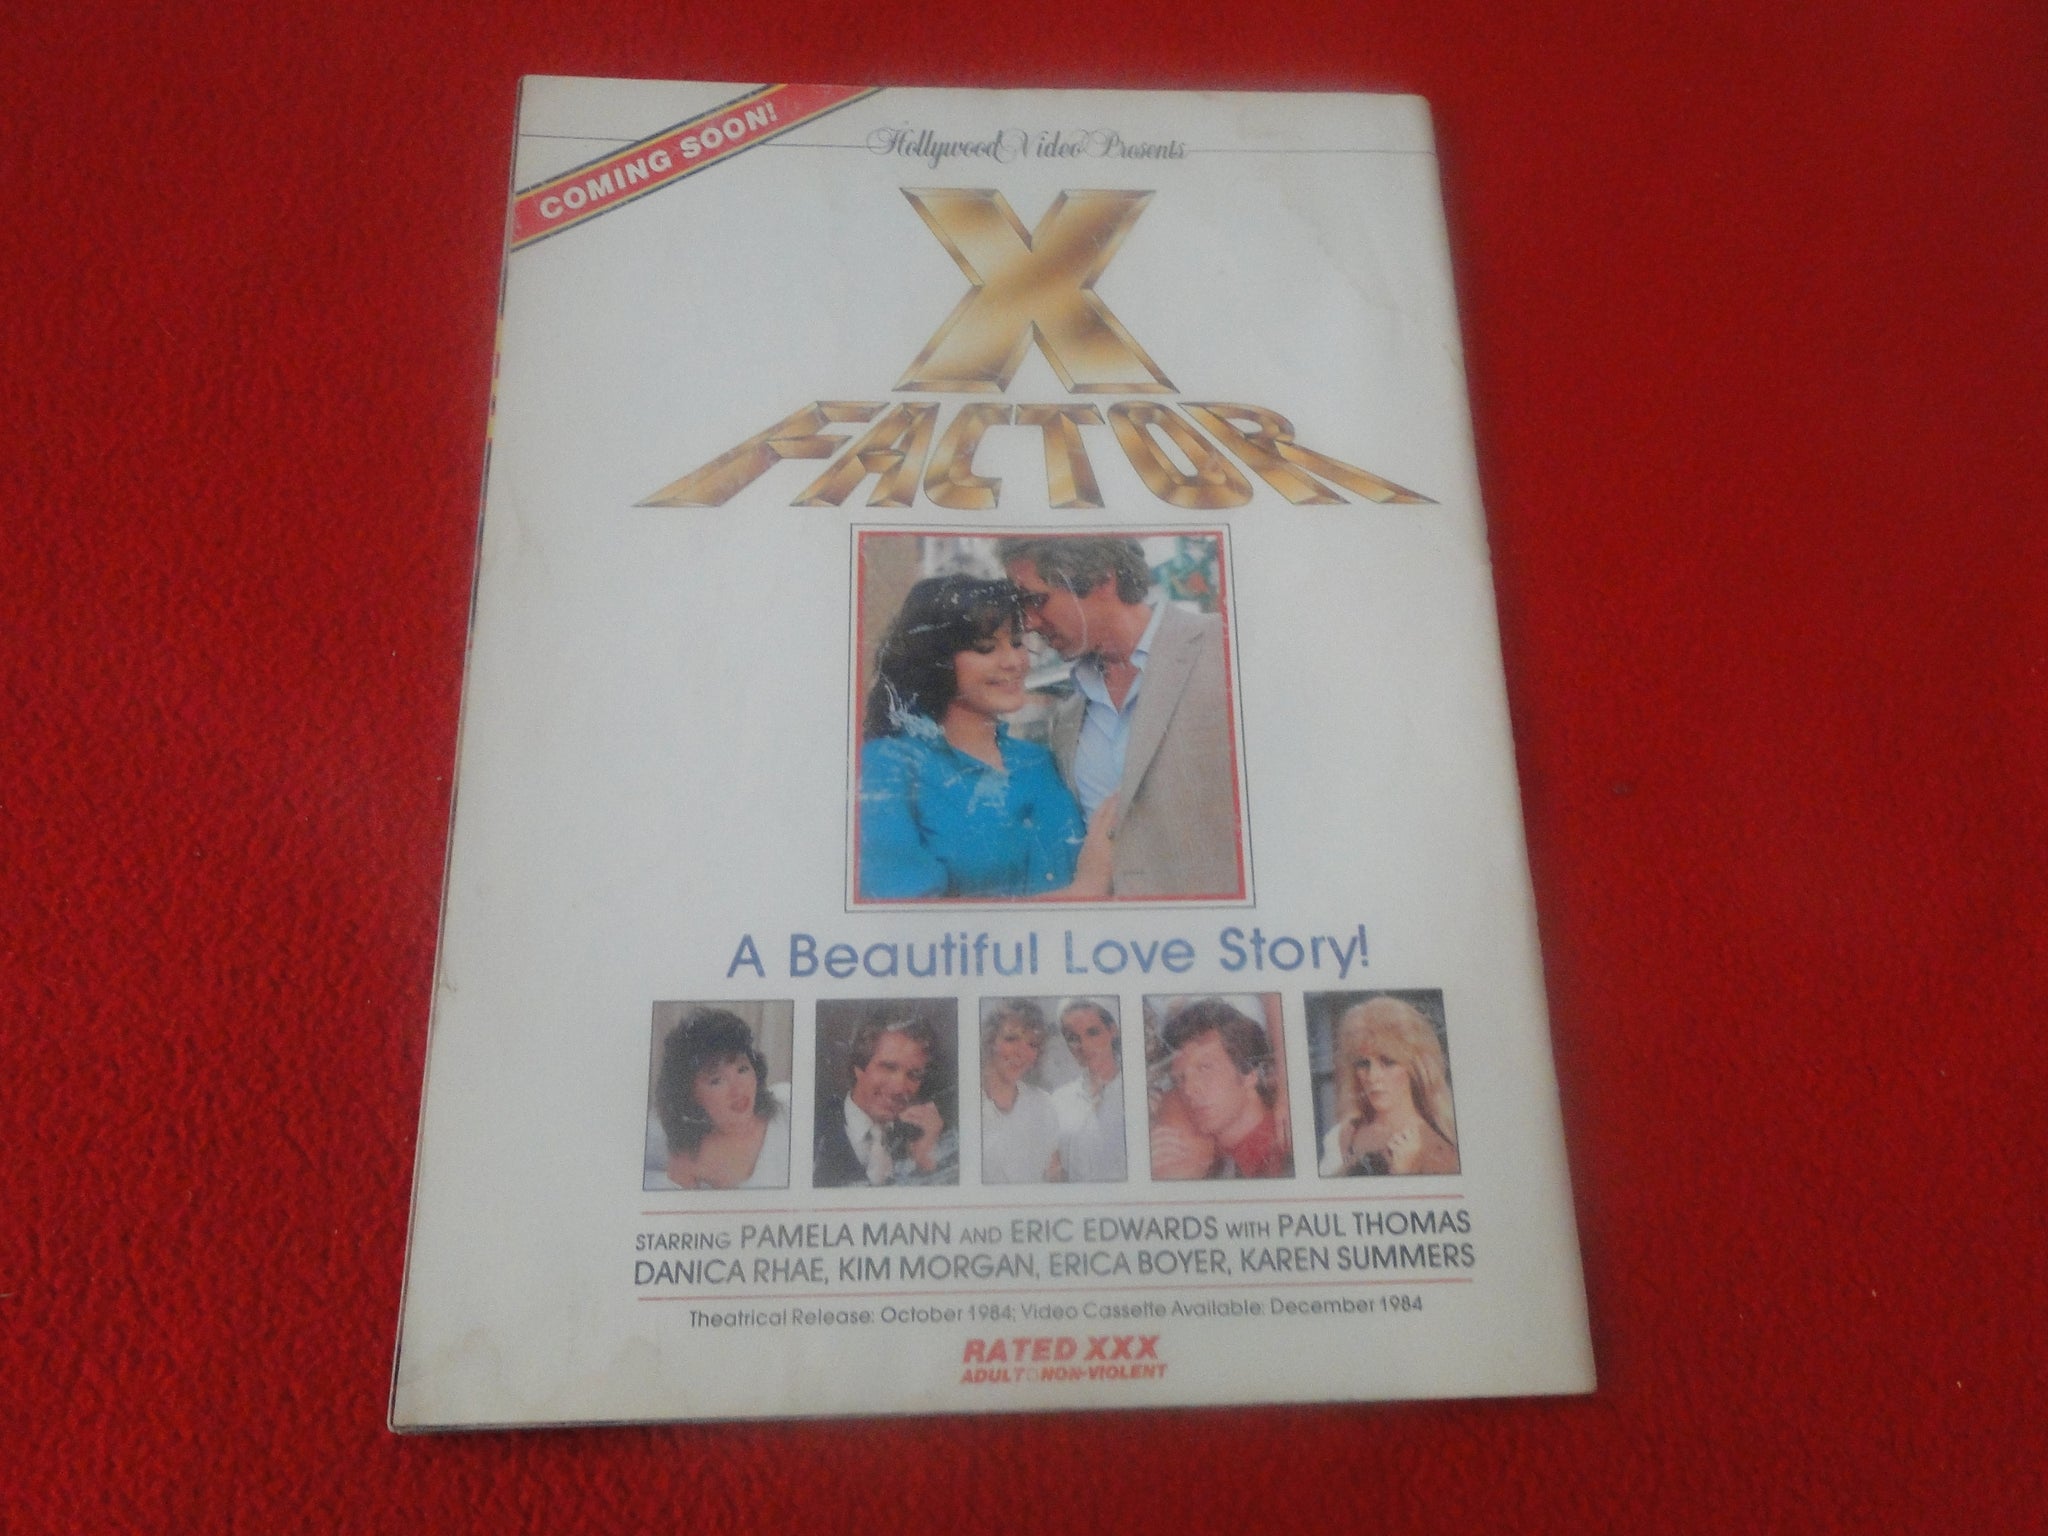 COMING SOON!
Hollywood Video Presents
X
FACTOR
A Beautiful Love Story!
STARRING PAMELA MANN AND ERIC EDWARDS WITH PAUL THOMAS
DANICA RHAE, KIM MORGAN, ERICA BOYER, KAREN SUMMERS
Theatrical Release: October 1984; Video Cassette Available: December 1984
RATED XXX
ADULT NON-VIOLENT